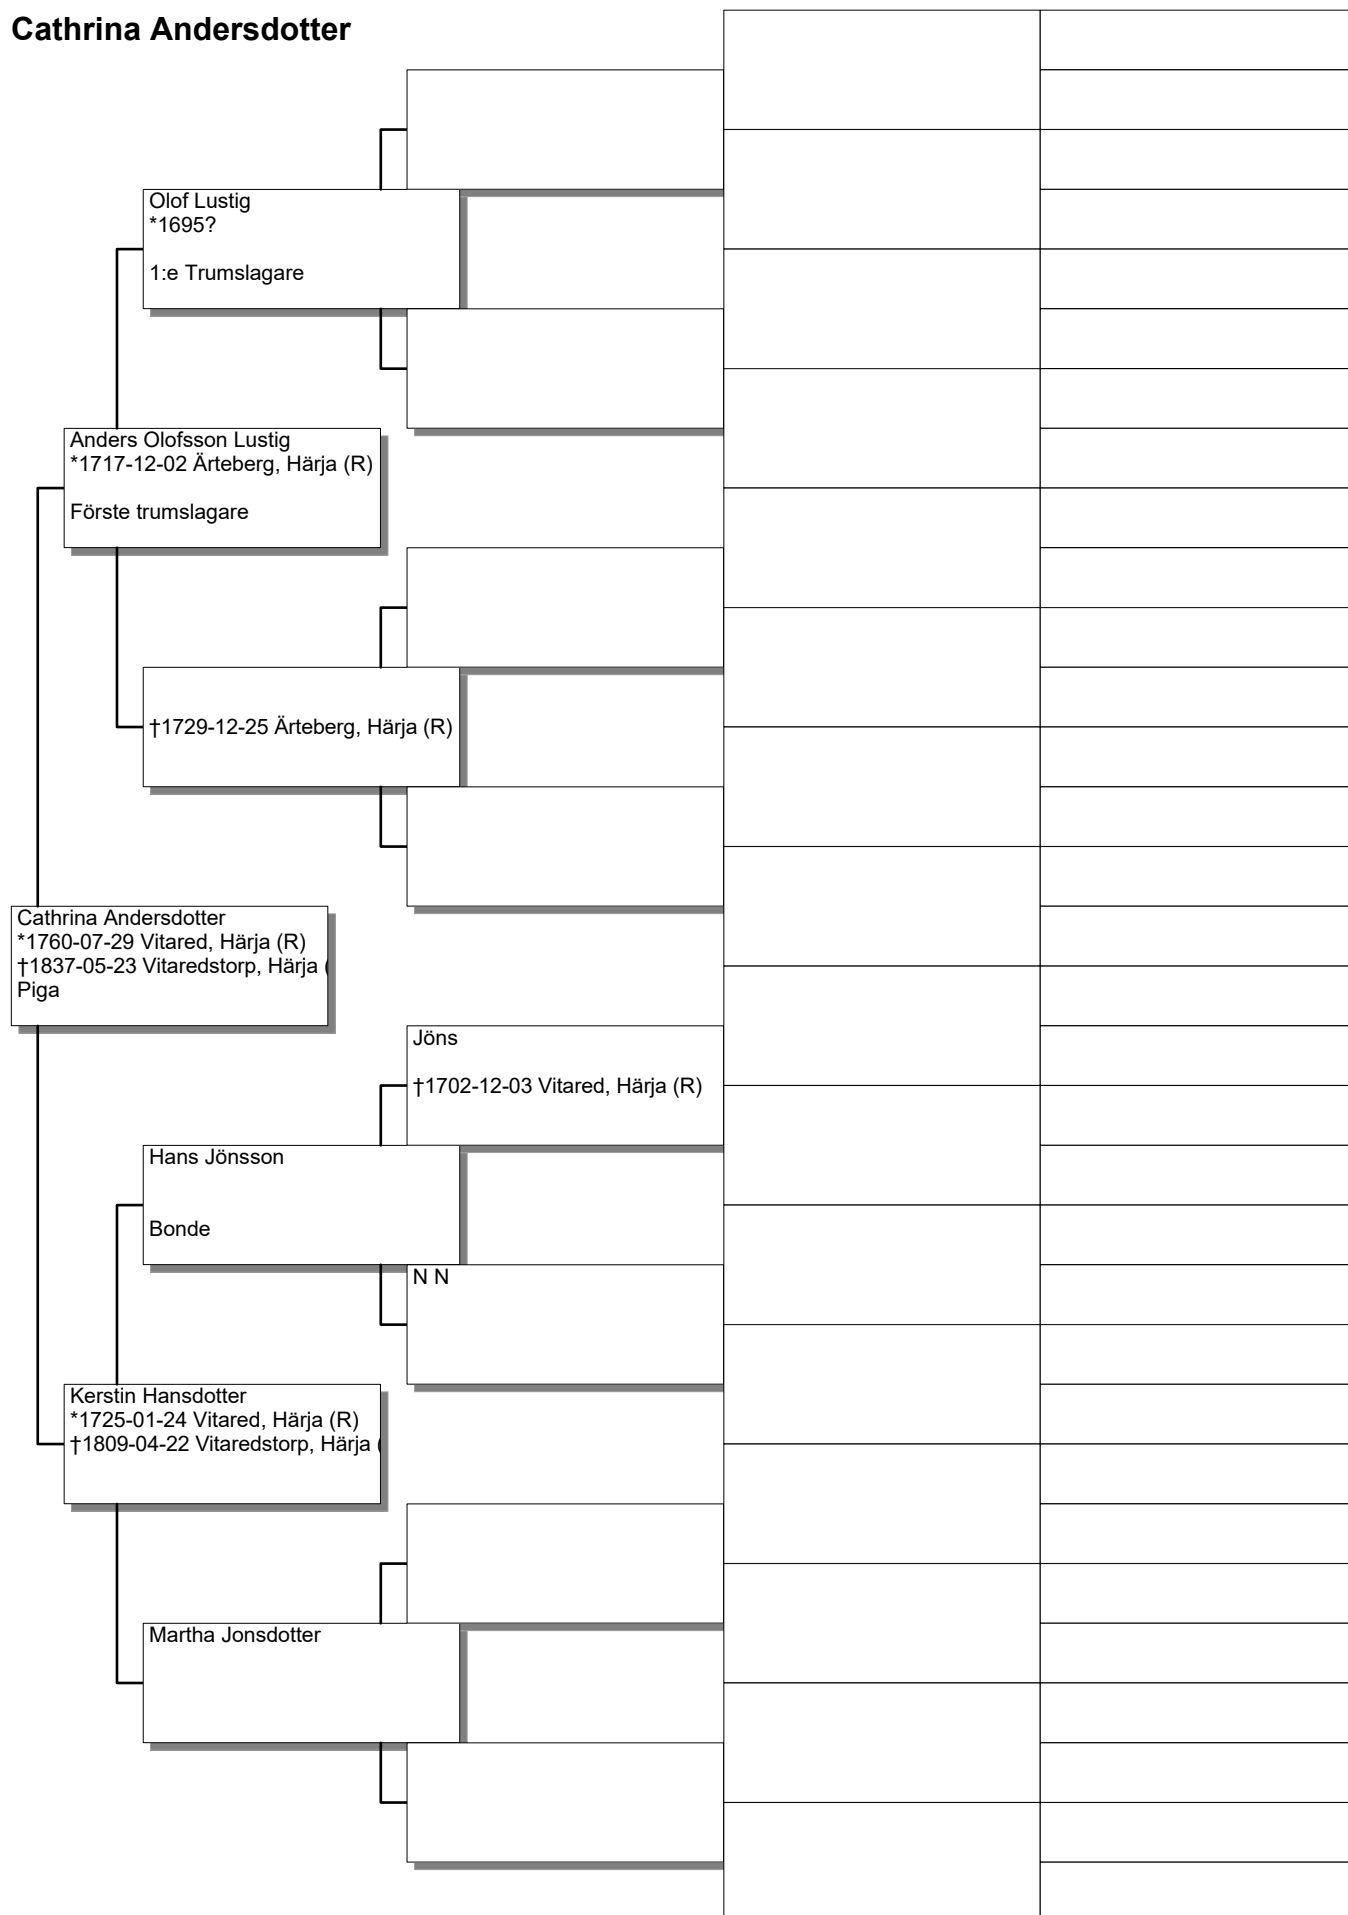 Cathrina Andersdotter
Olof Lustig
*1695?
1:e Trumslagare
Anders Olofsson Lustig
*1717-12-02 Ärteberg, Härja (R)
Förste trumslagare
†1729-12-25 Ärteberg, Härja (R)
Cathrina Andersdotter
*1760-07-29 Vitared, Härja (R)
†1837-05-23 Vitaredstorp, Härja (
Piga
Jöns
†1702-12-03 Vitared, Härja (R)
Hans Jönsson
Bonde
N N
Kerstin Hansdotter
*1725-01-24 Vitared, Härja (R)
†1809-04-22 Vitaredstorp, Härja (
Martha Jonsdotter